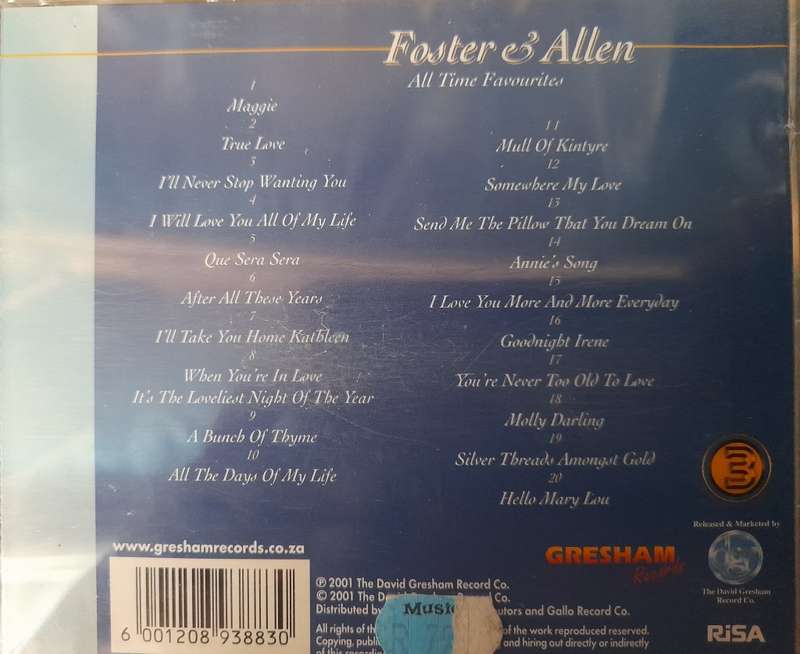 Foster & Allen
All Time Favourites
1
Maggie
2
True Love
3
I'll Never Stop Wanting You
4
I Will Love You All Of My Life
5
Que Sera Sera
6
After All These Years
7
I'll Take You Home Kathleen
8
When You're In Love
It's The Loveliest Night Of The Year
9
A Bunch Of Thyme
10
All The Days Of My Life
11
Mull Of Kintyre
12
Somewhere My Love
13
Send Me The Pillow That You Dream On
14
Annie's Song
15
I Love You More And More Everyday
16
Goodnight Irene
17
You're Never Too Old To Love
18
Molly Darling
19
Silver Threads Amongst Gold
20
Hello Mary Lou
www.greshamrecords.co.za
6 001208 938830
GRESHAM
Records
Released & Marketed by
The David Gresham
Record Co.
RiSA
℗ 2001 The David Gresham Record Co.
© 2001 The David Gresham Record Co.
Distributed by Music utors and Gallo Record Co.
All rights of the of the work reproduced reserved.
Copying, public and hiring out directly or indirectly
of this recording